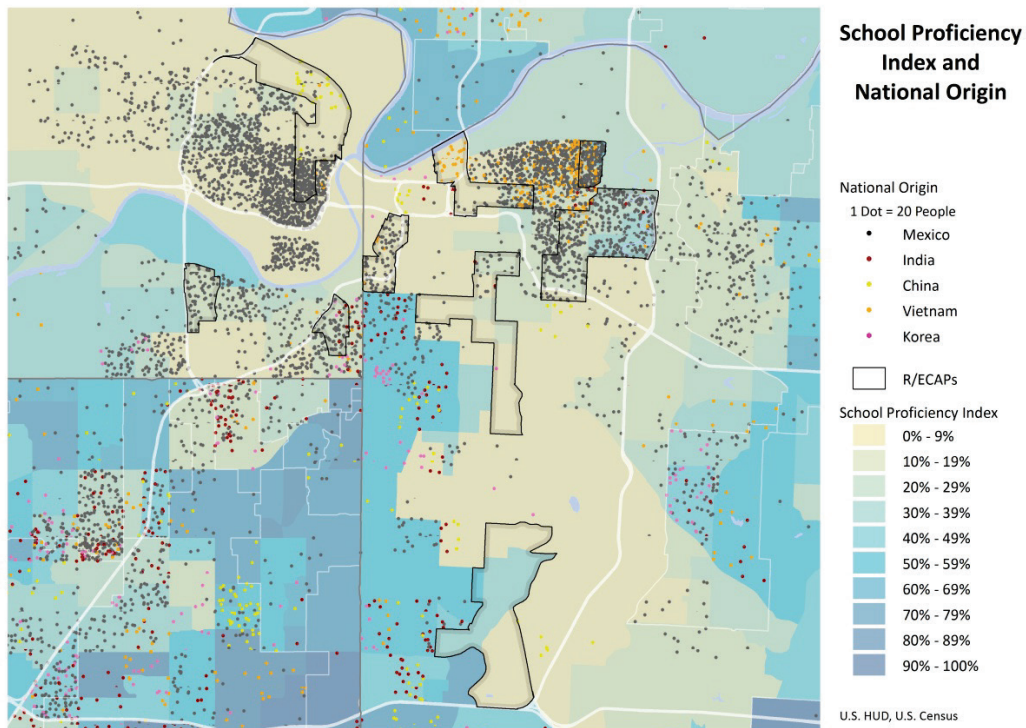 School Proficiency
Index and
National Origin
National Origin
1 Dot = 20 People
Mexico
India
China
Vietnam
Korea
R/ECAPs
School Proficiency Index
0% - 9%
10% - 19%
20% - 29%
30% - 39%
40% - 49%
50% - 59%
60% - 69%
70% - 79%
80% - 89%
90% - 100%
U.S. HUD, U.S. Census